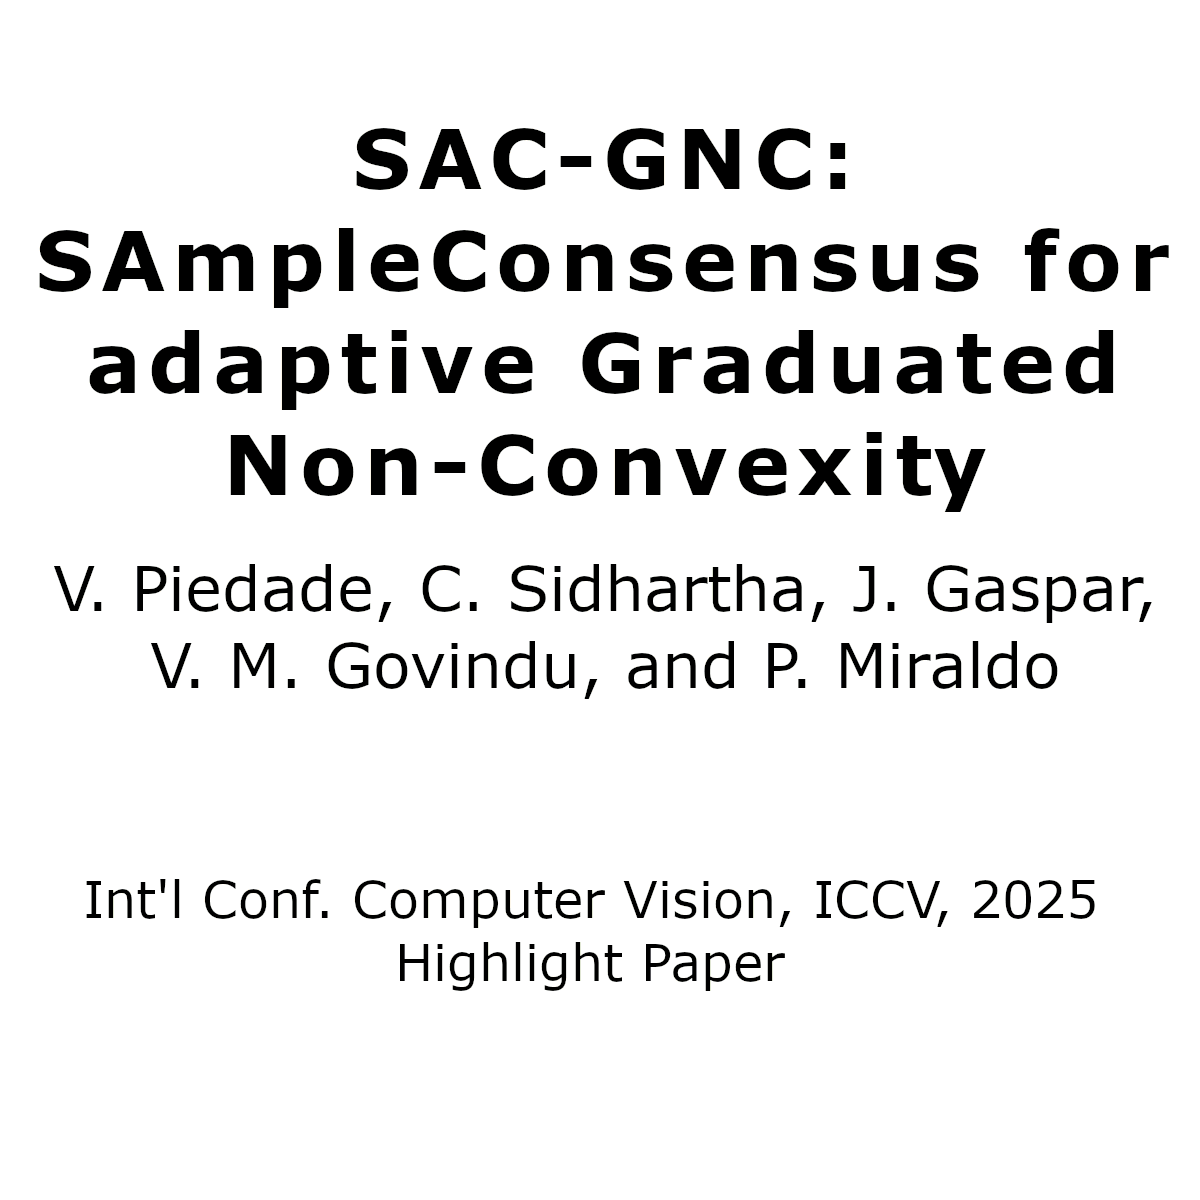 SAC-GNC:
SAmpleConsensus for
adaptive Graduated
Non-Convexity
V. Piedade, C. Sidhartha, J. Gaspar,
V. M. Govindu, and P. Miraldo
Int'l Conf. Computer Vision, ICCV, 2025
Highlight Paper